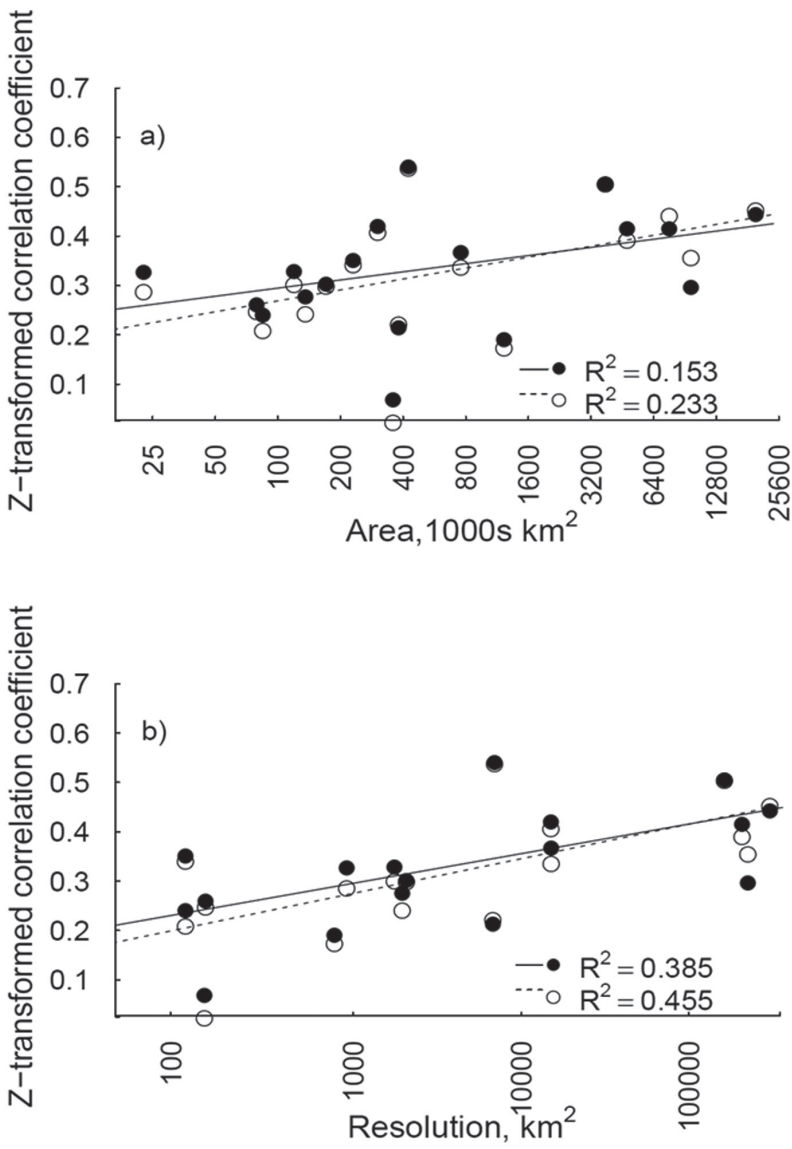 Z−transformed correlation coefficient
0.7
0.6
0.5
0.4
0.3
0.2
0.1
a)
R² = 0.153
R² = 0.233
25 50 100 200 400 800 1600 3200 6400 12800 25600
Area,1000s km²
Z−transformed correlation coefficient
0.7
0.6
0.5
0.4
0.3
0.2
0.1
b)
R² = 0.385
R² = 0.455
100 1000 10000 100000
Resolution, km²